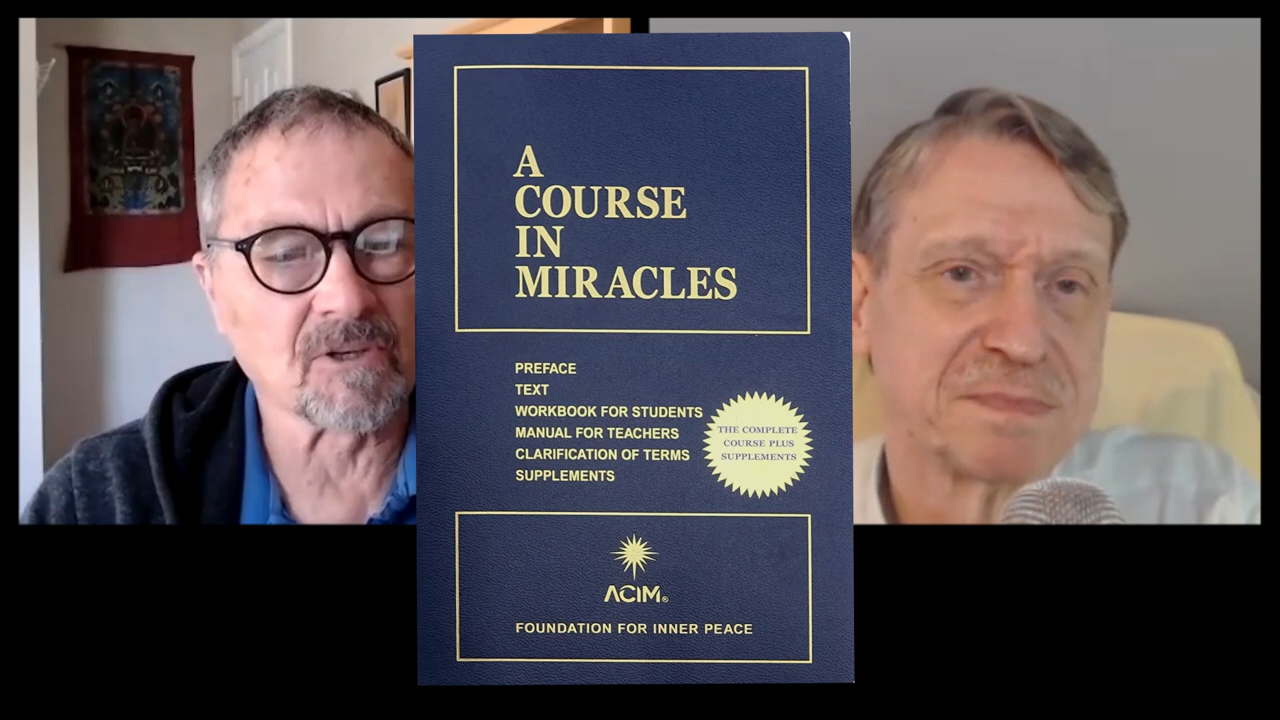 A
COURSE
IN
MIRACLES
PREFACE
TEXT
WORKBOOK FOR STUDENTS
MANUAL FOR TEACHERS
CLARIFICATION OF TERMS
SUPPLEMENTS
THE COMPLETE
COURSE PLUS
SUPPLEMENTS
ACIM®
FOUNDATION FOR INNER PEACE